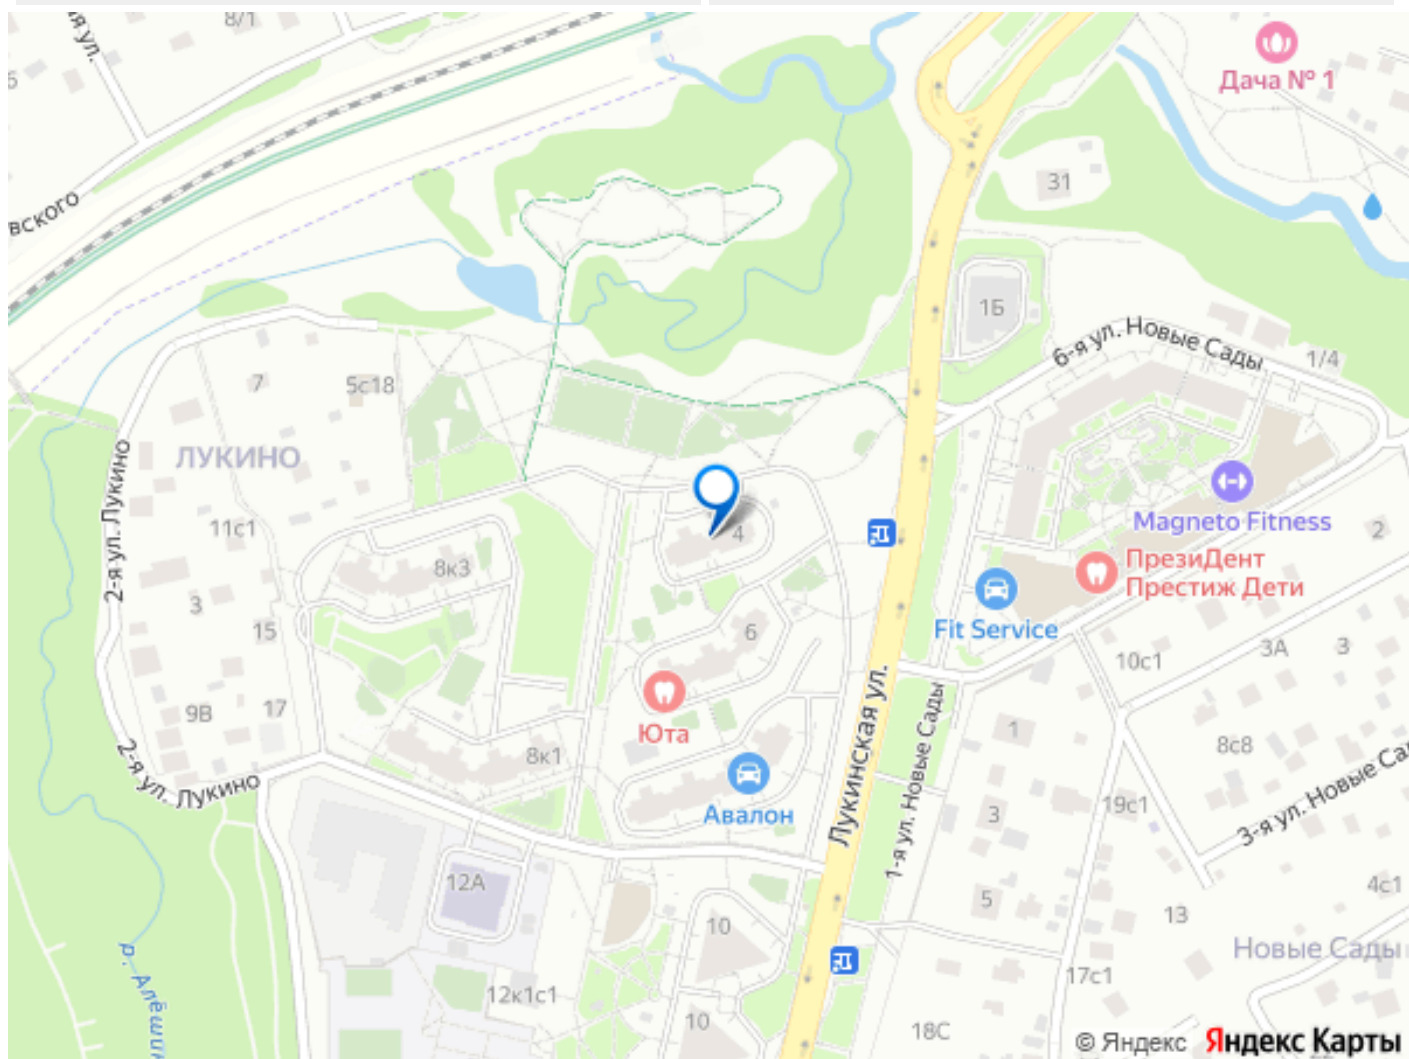 8/1
ая ул.
6
Дача № 1
вского
31
1Б
6-я ул. Новые Сады
1/4
7
5с18
ЛУКИНО
2-я ул. Лукино
11с1
4
Magneto Fitness
2
ПрезиДент
Престиж Дети
8к3
3
15
6
Fit Service
10с1
3А
3
9В
17
Юта
1
8с8
2-я ул. Лукино
8к1
Лукинская ул.
1-я ул. Новые Сады
Авалон
3
19с1
3-я ул. Новые Са
12А
5
4с1
13
10
Новые Сады
р. Алёшин
12к1с1
17с1
10
18С
© Яндекс Яндекс Карты